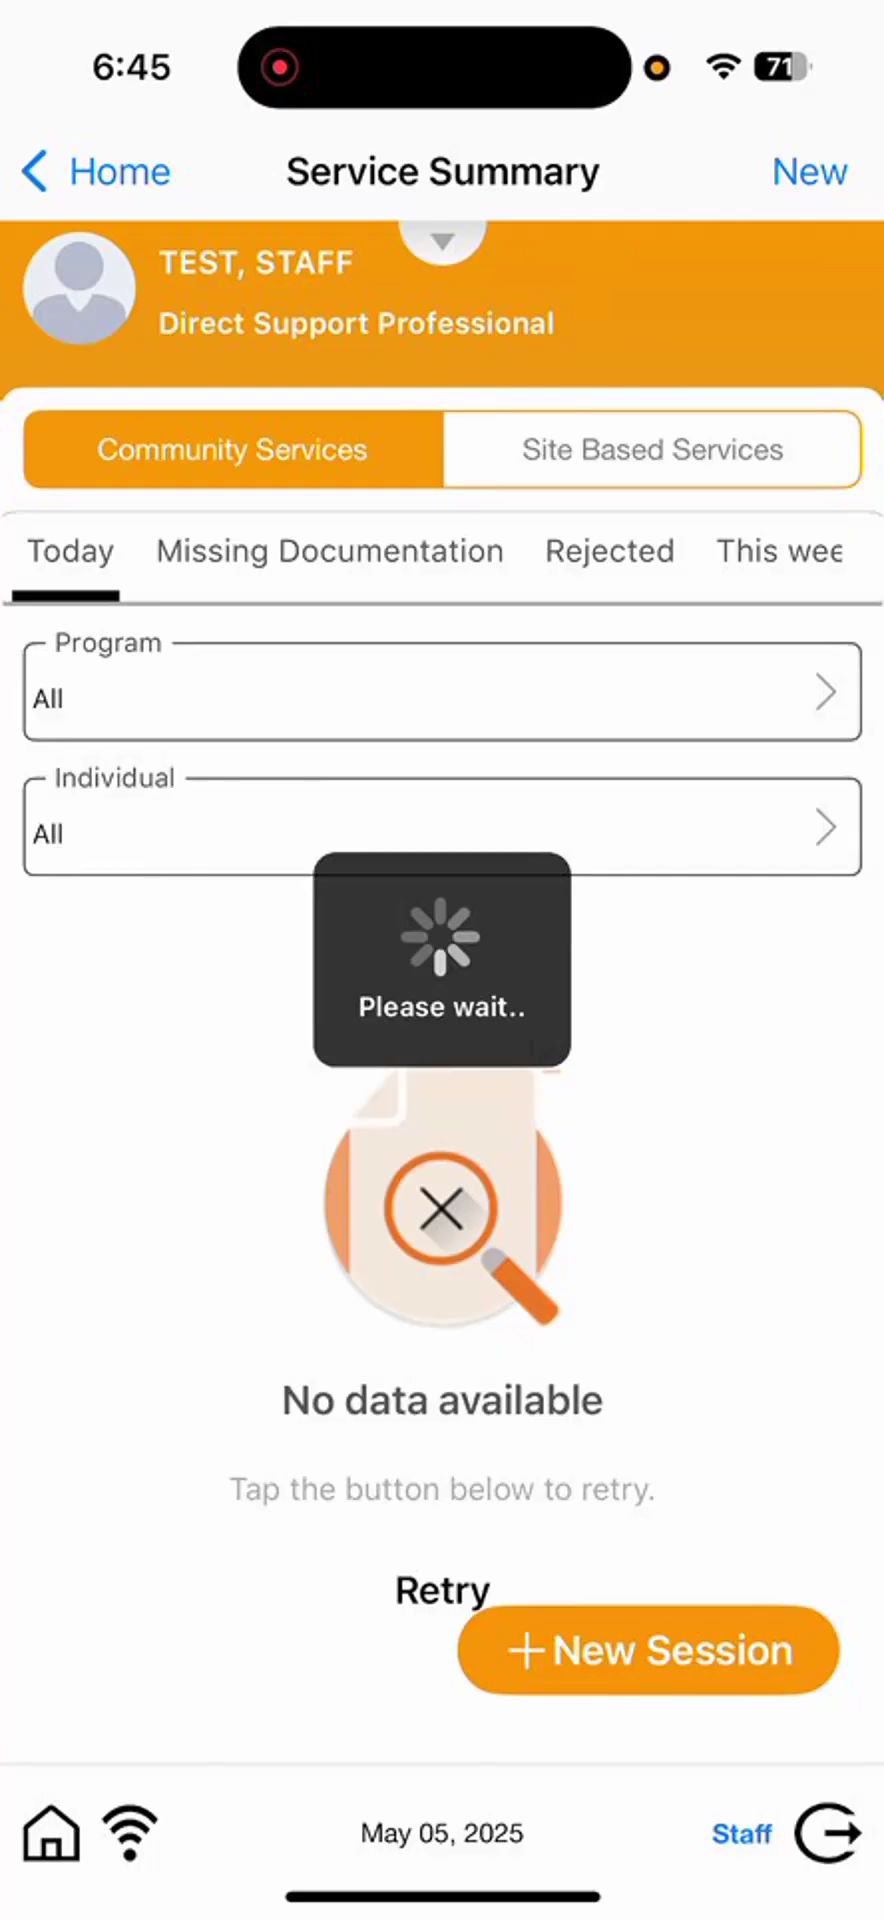 6:45
71
Home
Service Summary
New
TEST, STAFF
Direct Support Professional
Community Services
Site Based Services
Today
Missing Documentation
Rejected
This wee
Program
All
Individual
All
Please wait..
No data available
Tap the button below to retry.
Retry
+ New Session
May 05, 2025
Staff